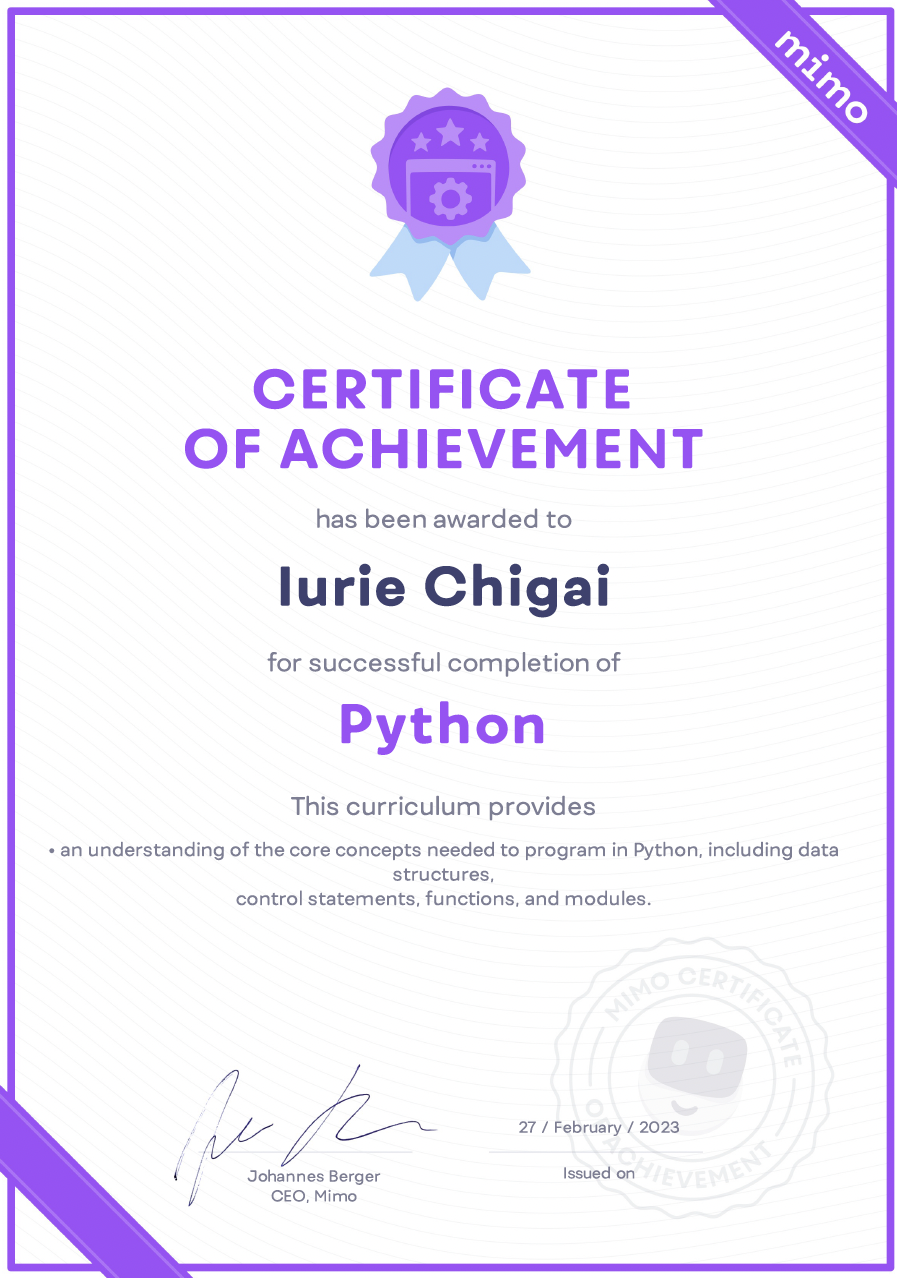 mimo
CERTIFICATE
OF ACHIEVEMENT
has been awarded to
Iurie Chigai
for successful completion of
Python
This curriculum provides
• an understanding of the core concepts needed to program in Python, including data
structures,
control statements, functions, and modules.
MIMO CERTIFICATE
OF ACHIEVEMENT
27 / February / 2023
Johannes Berger
CEO, Mimo
Issued on